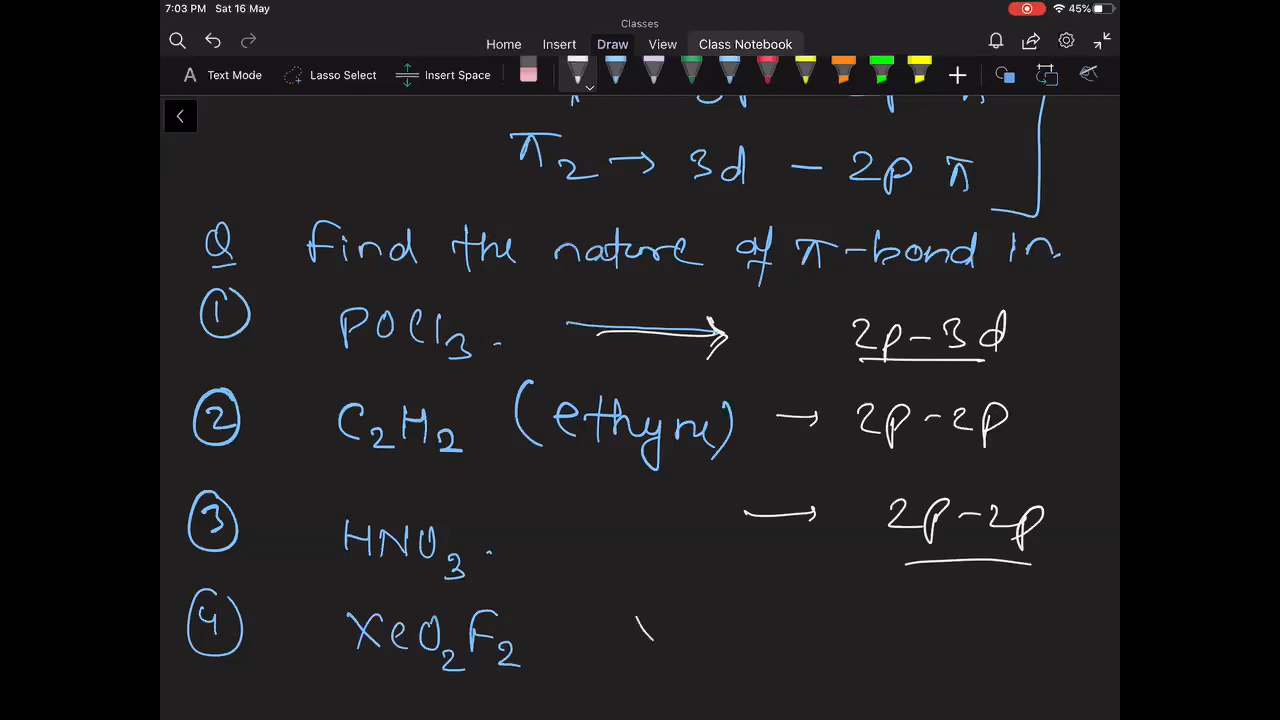 7:03 PM Sat 16 May
45%
Classes
Home Insert Draw View Class Notebook
A Text Mode Lasso Select Insert Space
π2 → 3d - 2p π
Q Find the nature of π-bond in.
① POCl3. → 2p-3d
② C2H2 (ethyne) → 2p-2p
③ HNO3. → 2p-2p
④ XeO2F2